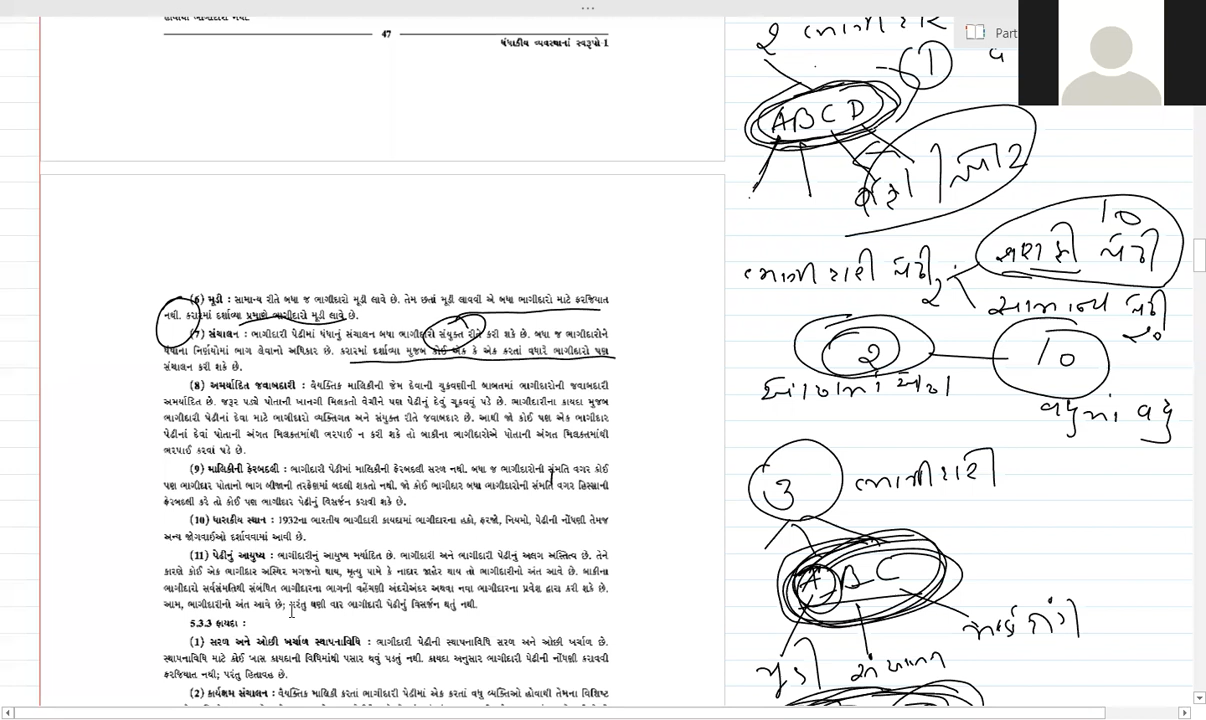 47
ધંધાકીય વ્યવસ્થાનાં સ્વરૂપો-1
(6) મૂડી : સામાન્ય રીતે બધા જ ભાગીદારો મૂડી લાવે છે. તેમ છતાં મૂડી લાવવી એ બધા ભાગીદારો માટે ફરજિયાત
નથી. કરારમાં દર્શાવ્યા પ્રમાણે ભાગીદારો મૂડી લાવે છે.
(7) સંચાલન : ભાગીદારી પેઢીમાં ધંધાનું સંચાલન બધા ભાગીદારો સંયુક્ત રીતે કરી શકે છે. બધા જ ભાગીદારોને
ધંધાના નિર્ણયોમાં ભાગ લેવાનો અધિકાર છે. કરારમાં દર્શાવ્યા મુજબ કોઈ એક કે એક કરતાં વધારે ભાગીદારો પણ
સંચાલન કરી શકે છે.
(8) અમર્યાદિત જવાબદારી : વૈયક્તિક માલિકીની જેમ દેવાની ચુકવણીની બાબતમાં ભાગીદારોની જવાબદારી
અમર્યાદિત છે. જરૂર પડ્યે પોતાની ખાનગી મિલકતો વેચીને પણ પેઢીનું દેવું ચૂકવવું પડે છે. ભાગીદારીના કાયદા મુજબ
ભાગીદારી પેઢીનાં દેવા માટે ભાગીદારો વ્યક્તિગત અને સંયુક્ત રીતે જવાબદાર છે. આથી જો કોઈ પણ એક ભાગીદાર
પેઢીનાં દેવાં પોતાની અંગત મિલકતમાંથી ભરપાઈ ન કરી શકે તો બાકીના ભાગીદારોએ પોતાની અંગત મિલકતમાંથી
ભરપાઈ કરવાં પડે છે.
(9) માલિકીની ફેરબદલી : ભાગીદારી પેઢીમાં માલિકીની ફેરબદલી સરળ નથી. બધા જ ભાગીદારોની સંમતિ વગર કોઈ
પણ ભાગીદાર પોતાનો ભાગ બીજાની તરફેણમાં બદલી શકતો નથી. જો કોઈ ભાગીદાર બધા ભાગીદારોની સંમતિ વગર હિસ્સાની
ફેરબદલી કરે તો કોઈ પણ ભાગીદાર પેઢીનું વિસર્જન કરાવી શકે છે.
(10) ધારાકીય સ્થાન : 1932ના ભારતીય ભાગીદારી કાયદામાં ભાગીદારના હકો, ફરજો, નિયમો, પેઢીની નોંધણી તેમજ
અન્ય જોગવાઈઓ દર્શાવવામાં આવી છે.
(11) પેઢીનું આયુષ્ય : ભાગીદારીનું આયુષ્ય મર્યાદિત છે. ભાગીદારી અને ભાગીદારી પેઢીનું અલગ અસ્તિત્વ છે. તેને
કારણે કોઈ એક ભાગીદાર અસ્થિર મગજનો થાય, મૃત્યુ પામે કે નાદાર જાહેર થાય તો ભાગીદારીનો અંત આવે છે. બાકીના
ભાગીદારો સર્વસંમતિથી સંબંધિત ભાગીદારના ભાગની વહેંચણી અંદરોઅંદર અથવા નવા ભાગીદારના પ્રવેશ દ્વારા કરી શકે છે.
આમ, ભાગીદારીનો અંત આવે છે; પરંતુ ઘણી વાર ભાગીદારી પેઢીનું વિસર્જન થતું નથી.
5.3.3 ફાયદા :
(1) સરળ અને ઓછી ખર્ચાળ સ્થાપનાવિધિ : ભાગીદારી પેઢીની સ્થાપનાવિધિ સરળ અને ઓછી ખર્ચાળ છે.
સ્થાપનાવિધિ માટે કોઈ ખાસ કાયદાની વિધિમાંથી પસાર થવું પડતું નથી. કાયદા અનુસાર ભાગીદારી પેઢીની નોંધણી કરાવવી
ફરજિયાત નથી; પરંતુ હિતાવહ છે.
(2) કાર્યક્ષમ સંચાલન : વૈયક્તિક માલિકી કરતાં ભાગીદારી પેઢીમાં એક કરતાં વધુ વ્યક્તિઓ હોવાથી તેમના વિશિષ્ટ
Part
2
1
ABCD
10
શરાફી પેઢી
ભાગીદારી પેઢી
સામાન્ય પેઢી
20
2
10
ઓછામાં ઓછા
વધુમાં વધુ
3
ભાગીદારી
A B C
મૂડી
સંચાલન